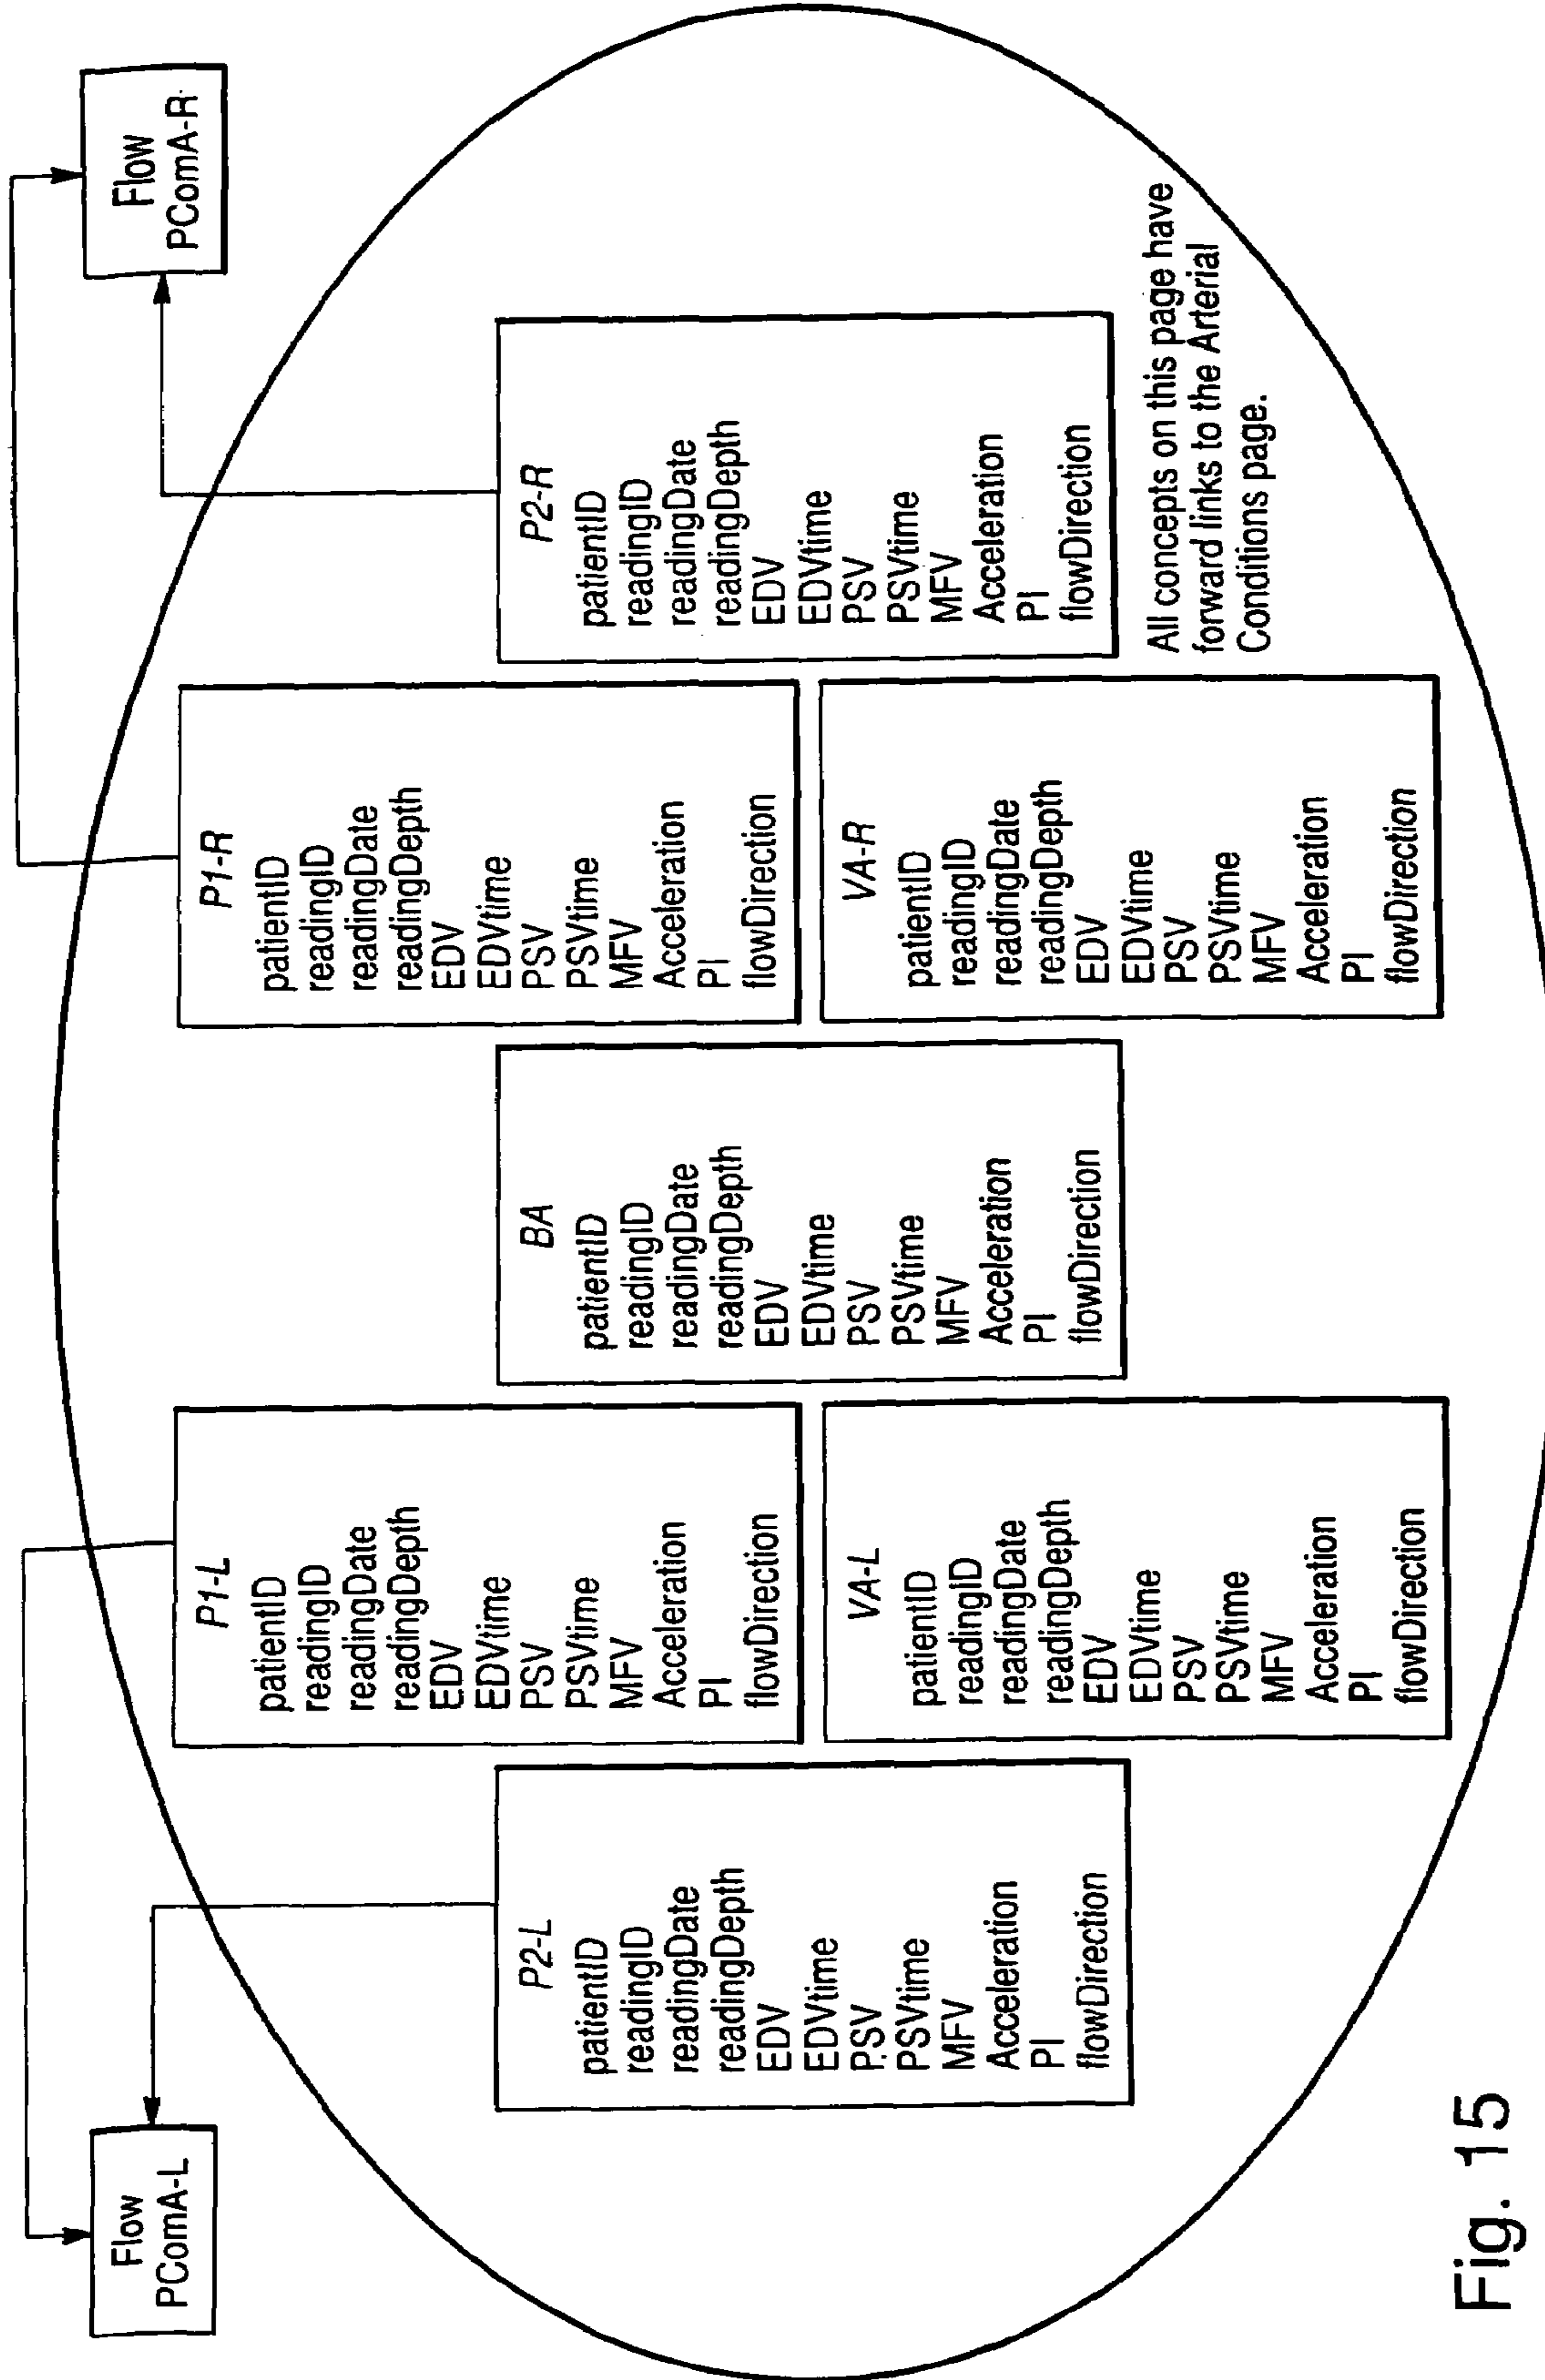 Flow
PComA-L
Flow
PComA-R
P2-L
patientID
readingID
readingDate
readingDepth
EDV
EDVtime
PSV
PSVtime
MFV
Acceleration
PI
flowDirection
P1-L
patientID
readingID
readingDate
readingDepth
EDV
EDVtime
PSV
PSVtime
MFV
Acceleration
PI
flowDirection
VA-L
patientID
readingID
readingDate
readingDepth
EDV
EDVtime
PSV
PSVtime
MFV
Acceleration
PI
flowDirection
BA
patientID
readingID
readingDate
readingDepth
EDV
EDVtime
PSV
PSVtime
MFV
Acceleration
PI
flowDirection
P1-R
patientID
readingID
readingDate
readingDepth
EDV
EDVtime
PSV
PSVtime
MFV
Acceleration
PI
flowDirection
VA-R
patientID
readingID
readingDate
readingDepth
EDV
EDVtime
PSV
PSVtime
MFV
Acceleration
PI
flowDirection
P2-R
patientID
readingID
readingDate
readingDepth
EDV
EDVtime
PSV
PSVtime
MFV
Acceleration
PI
flowDirection
All concepts on this page have
forward links to the Arterial
Conditions page.
Fig. 15